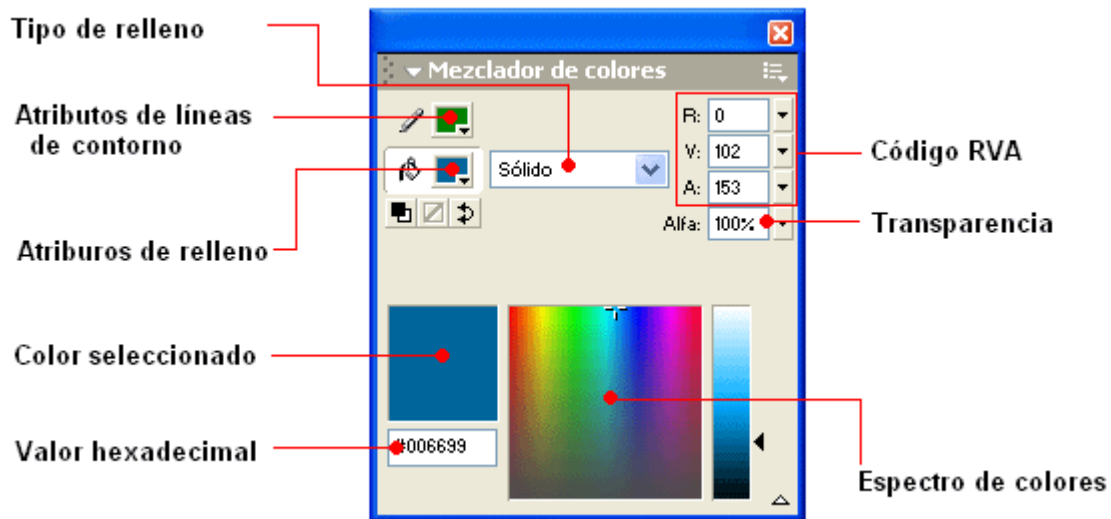 Tipo de relleno
Mezclador de colores
Atributos de líneas
de contorno
R: 0
V: 102
A: 153
Código RVA
Sólido
Alfa: 100%
Transparencia
Atriburos de relleno
Color seleccionado
#006699
Valor hexadecimal
Espectro de colores